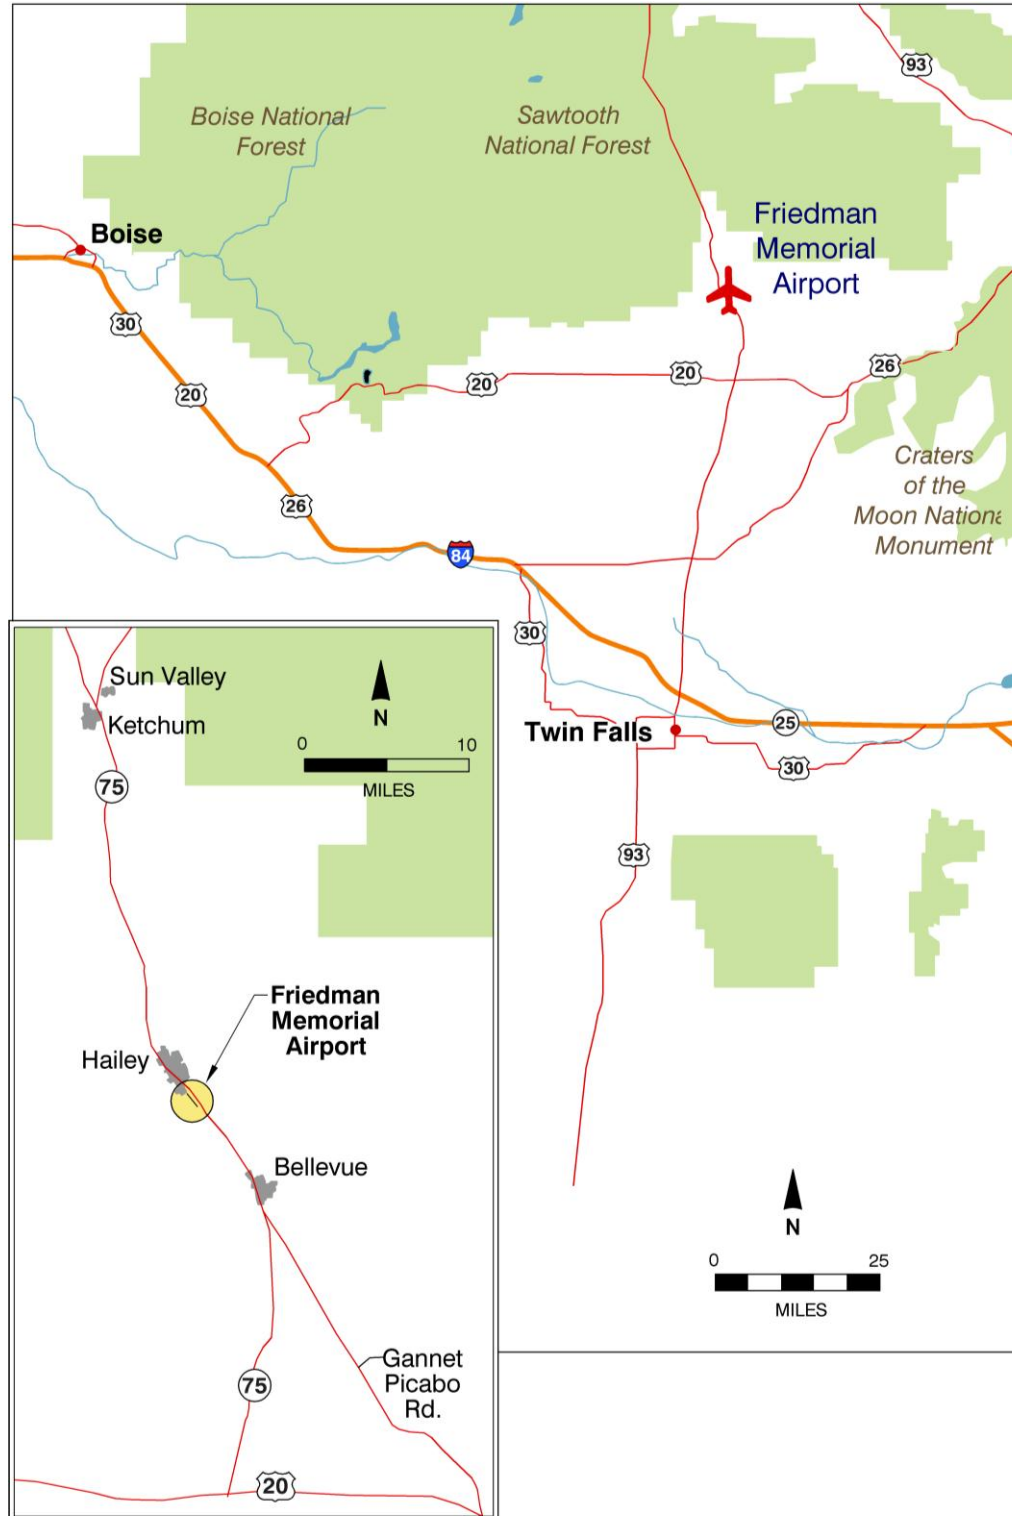 93
Boise National
Forest
Sawtooth
National Forest
Friedman
Memorial
Airport
Boise
30
20
20
20
26
26
Craters
of the
Moon Nationa
Monument
84
30
25
Twin Falls
30
93
N
0 25
MILES
Sun Valley
Ketchum
N
0 10
MILES
75
Friedman
Memorial
Airport
Hailey
Bellevue
Gannet
Picabo
Rd.
75
20